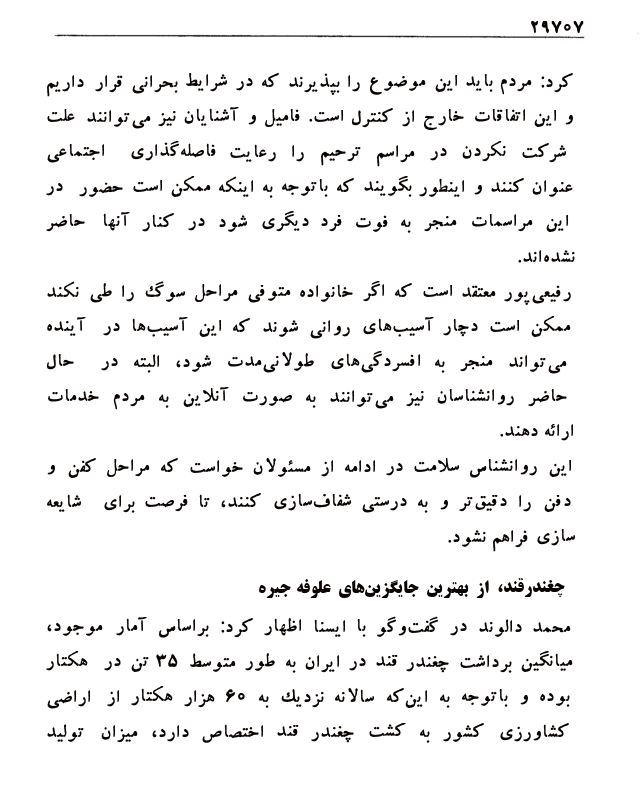 ۲۹۷۰۷
کرد: مردم باید این موضوع را بپذیرند که در شرایط بحرانی قرار داریم
و این اتفاقات خارج از کنترل است. فامیل و آشنایان نیز می‌توانند علت
شرکت نکردن در مراسم ترحیم را رعایت فاصله‌گذاری اجتماعی
عنوان کنند و اینطور بگویند که باتوجه به اینکه ممکن است حضور در
این مراسمات منجر به فوت فرد دیگری شود در کنار آنها حاضر
نشده‌اند.
رفیعی‌پور معتقد است که اگر خانواده متوفی مراحل سوگ را طی نکند
ممکن است دچار آسیب‌های روانی شوند که این آسیب‌ها در آینده
می‌تواند منجر به افسردگی‌های طولانی‌مدت شود، البته در حال
حاضر روانشناسان نیز می‌توانند به صورت آنلاین به مردم خدمات
ارائه دهند.
این روانشناس سلامت در ادامه از مسئولان خواست که مراحل کفن و
دفن را دقیق‌تر و به درستی شفاف‌سازی کنند، تا فرصت برای شایعه
سازی فراهم نشود.
چغندرقند، از بهترین جایگزین‌های علوفه جیره
محمد دالوند در گفت‌وگو با ایسنا اظهار کرد: براساس آمار موجود،
میانگین برداشت چغندر قند در ایران به طور متوسط ۳۵ تن در هکتار
بوده و باتوجه به این‌که سالانه نزدیك به ۶۰ هزار هکتار از اراضی
کشاورزی کشور به کشت چغندر قند اختصاص دارد، میزان تولید